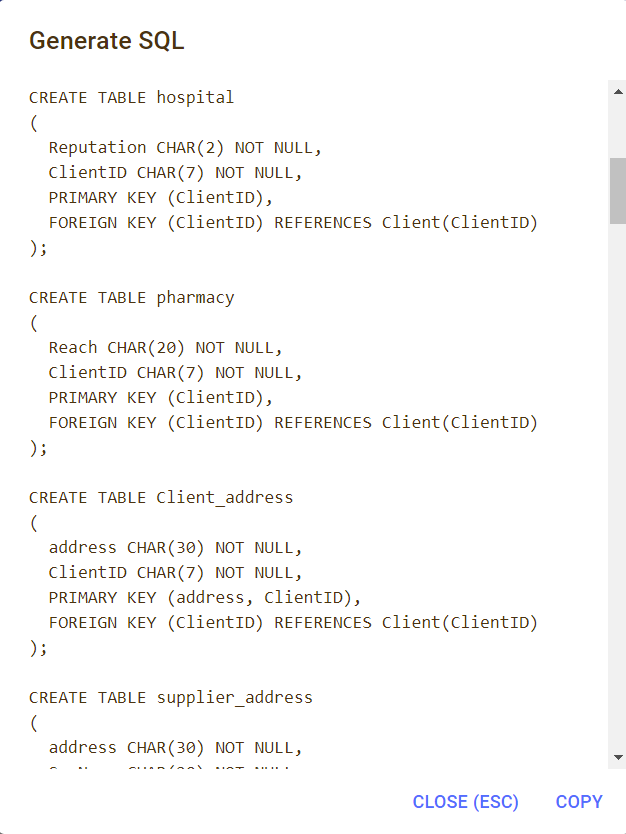 Generate SQL
CREATE TABLE hospital
(
  Reputation CHAR(2) NOT NULL,
  ClientID CHAR(7) NOT NULL,
  PRIMARY KEY (ClientID),
  FOREIGN KEY (ClientID) REFERENCES Client(ClientID)
);
CREATE TABLE pharmacy
(
  Reach CHAR(20) NOT NULL,
  ClientID CHAR(7) NOT NULL,
  PRIMARY KEY (ClientID),
  FOREIGN KEY (ClientID) REFERENCES Client(ClientID)
);
CREATE TABLE Client_address
(
  address CHAR(30) NOT NULL,
  ClientID CHAR(7) NOT NULL,
  PRIMARY KEY (address, ClientID),
  FOREIGN KEY (ClientID) REFERENCES Client(ClientID)
);
CREATE TABLE supplier_address
(
  address CHAR(30) NOT NULL,
CLOSE (ESC) COPY